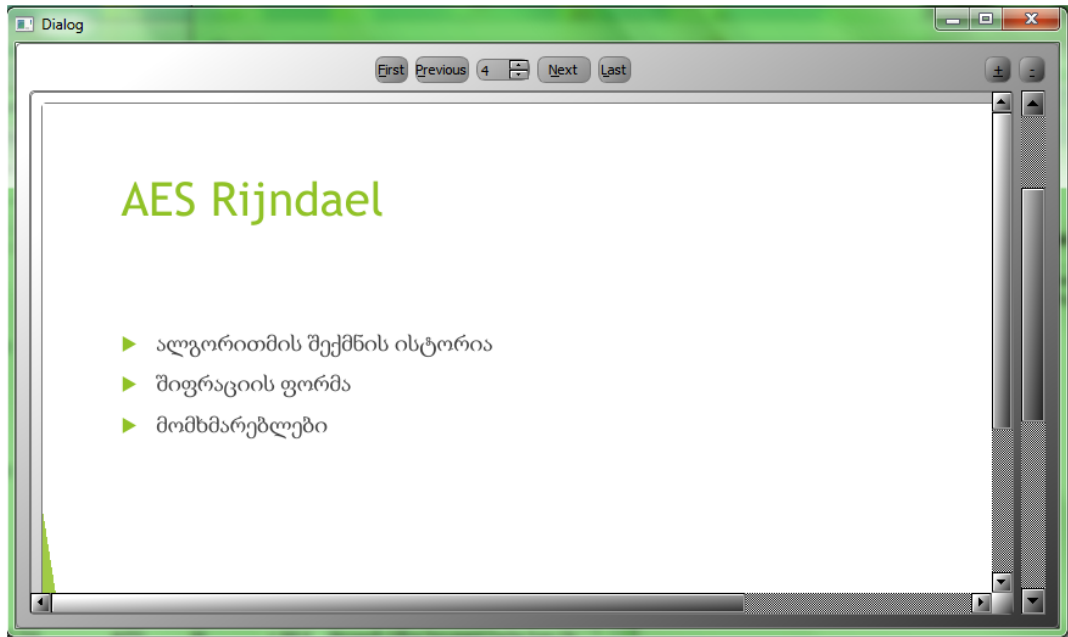 Dialog
First Previous 4 Next Last + -
AES Rijndael
ალგორითმის შექმნის ისტორია
შიფრაციის ფორმა
მომხმარებლები